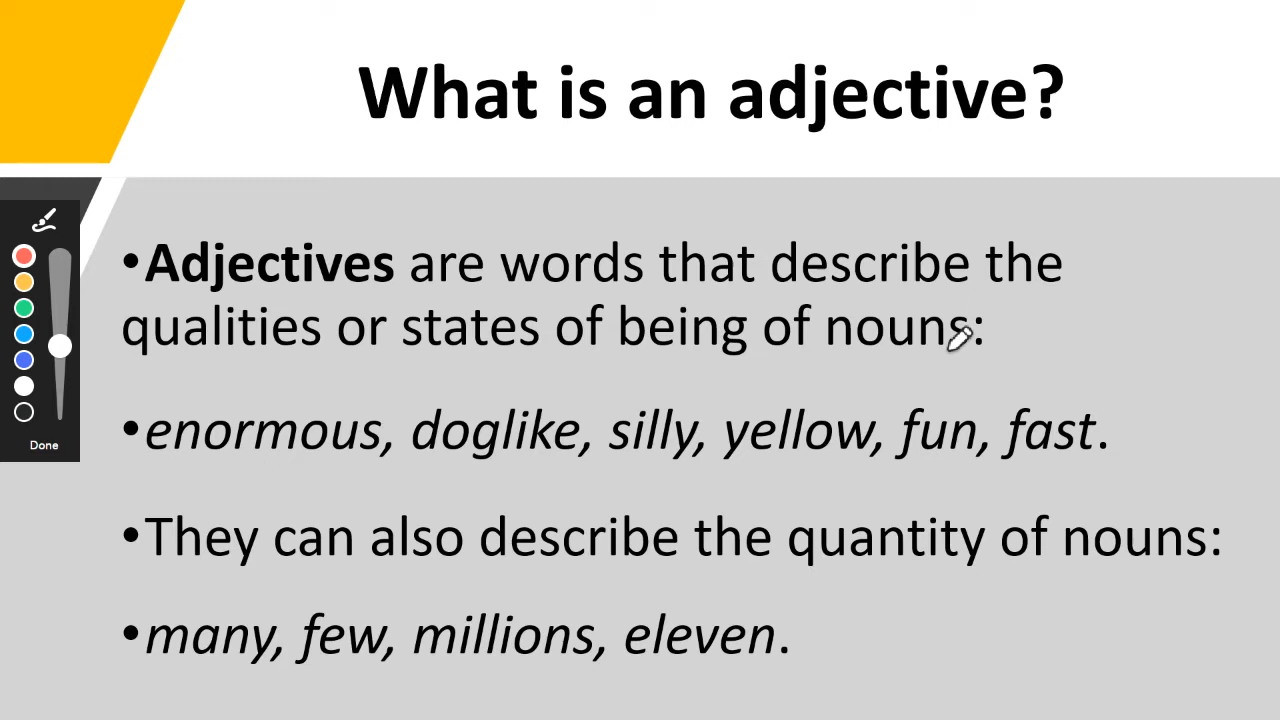 What is an adjective?
•Adjectives are words that describe the
qualities or states of being of nouns:
•enormous, doglike, silly, yellow, fun, fast.
•They can also describe the quantity of nouns:
•many, few, millions, eleven.
Done